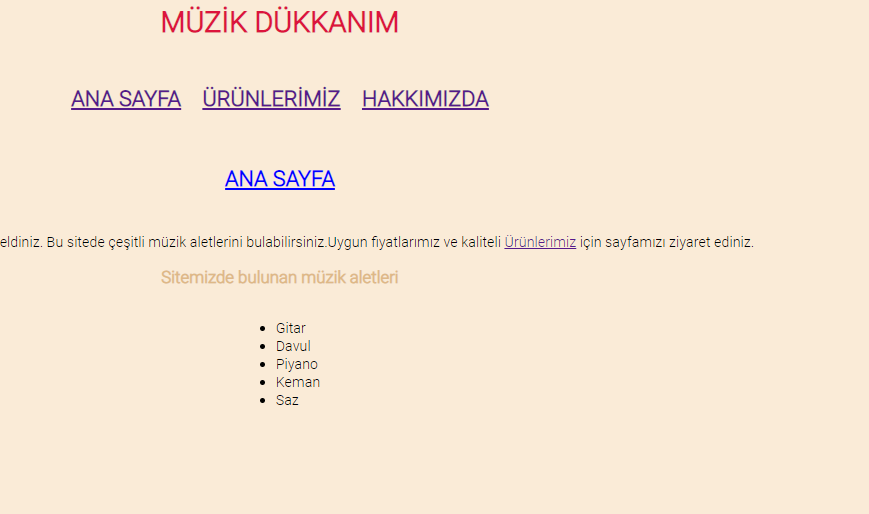 MÜZİK DÜKKANIM
ANA SAYFA ÜRÜNLERİMİZ HAKKIMIZDA
ANA SAYFA
eldiniz. Bu sitede çeşitli müzik aletlerini bulabilirsiniz.Uygun fiyatlarımız ve kaliteli Ürünlerimiz için sayfamızı ziyaret ediniz.
Sitemizde bulunan müzik aletleri
Gitar
Davul
Piyano
Keman
Saz